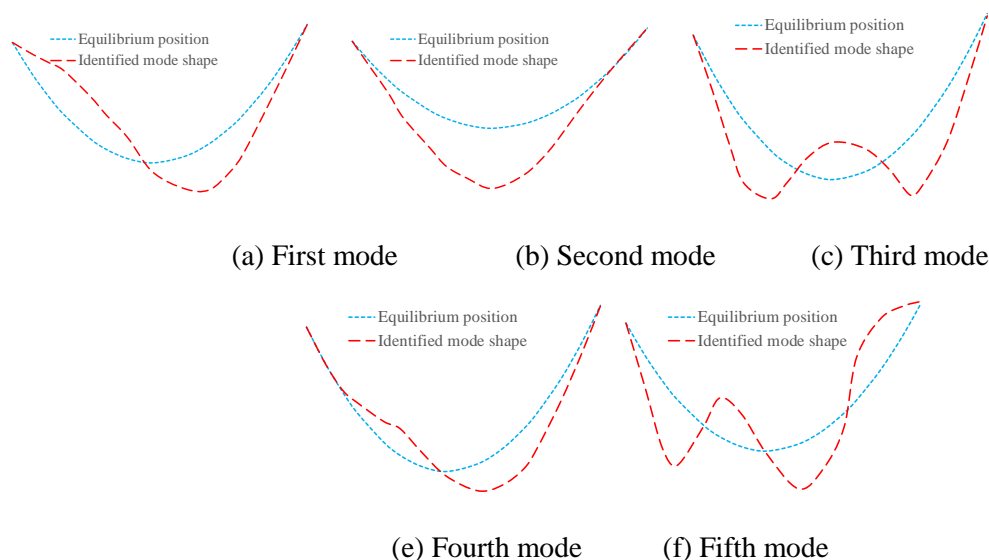 Equilibrium position
Identified mode shape
Equilibrium position
Identified mode shape
Equilibrium position
Identified mode shape
(a) First mode
(b) Second mode
(c) Third mode
Equilibrium position
Identified mode shape
Equilibrium position
Identified mode shape
(e) Fourth mode
(f) Fifth mode